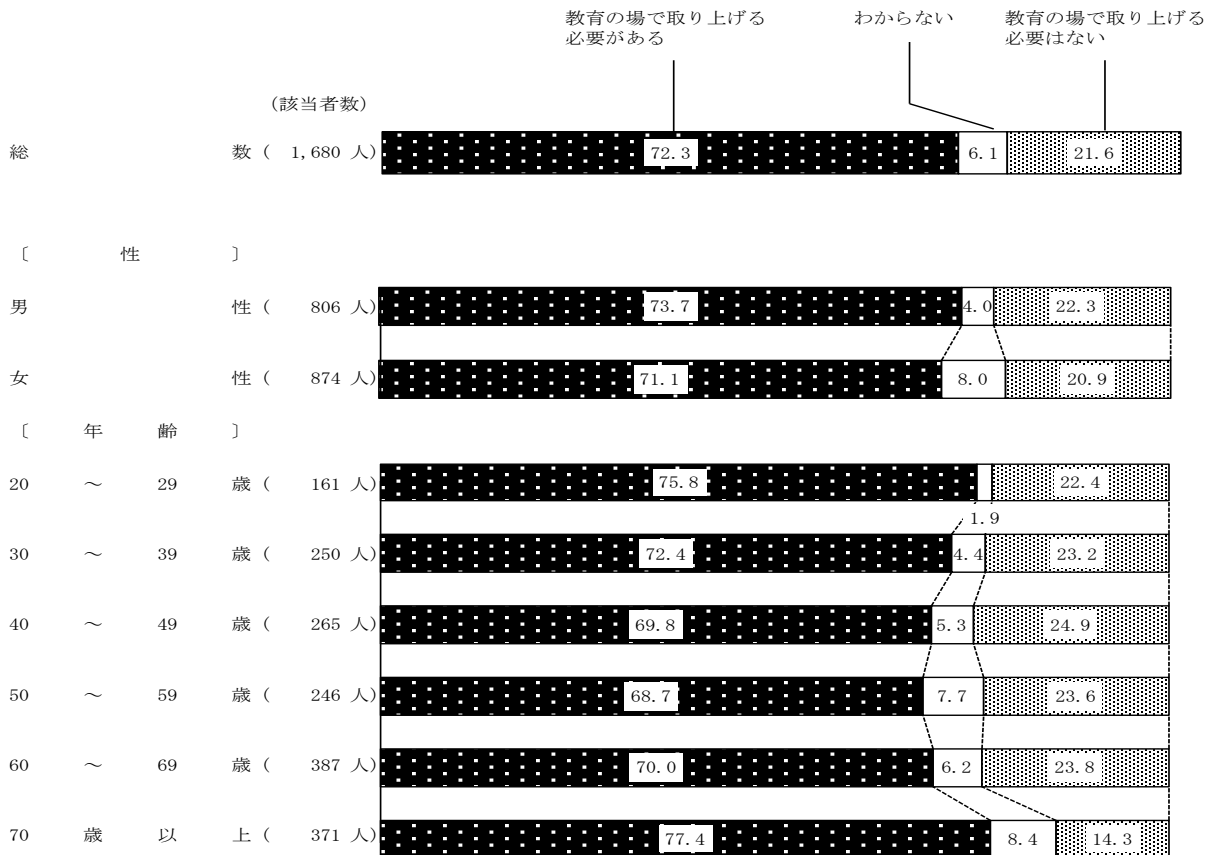 教育の場で取り上げる
必要がある
わからない
教育の場で取り上げる
必要はない
(該当者数)
総 数 ( 1,680 人) 72.3 6.1 21.6
〔 性 〕
男 性 ( 806 人) 73.7 4.0 22.3
女 性 ( 874 人) 71.1 8.0 20.9
〔 年 齢 〕
20 ～ 29 歳 ( 161 人) 75.8 22.4
1.9
30 ～ 39 歳 ( 250 人) 72.4 4.4 23.2
40 ～ 49 歳 ( 265 人) 69.8 5.3 24.9
50 ～ 59 歳 ( 246 人) 68.7 7.7 23.6
60 ～ 69 歳 ( 387 人) 70.0 6.2 23.8
70 歳 以 上 ( 371 人) 77.4 8.4 14.3